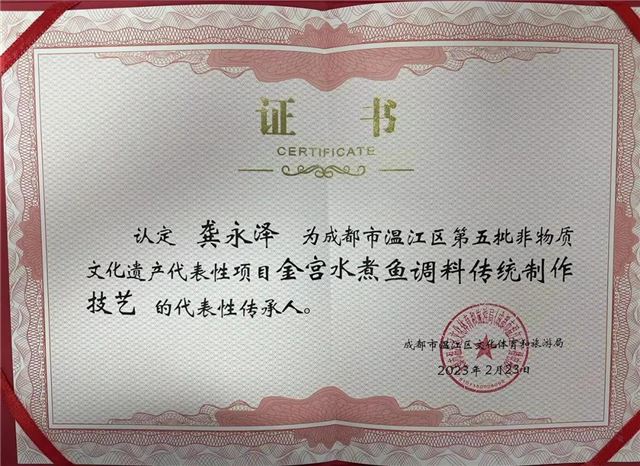 证 书
CERTIFICATE
认定 龚永泽 为成都市温江区第五批非物质
文化遗产代表性项目金宫水煮鱼调料传统制作
技艺 的代表性传承人。
成都市温江区文化体育和旅游局
2023年2月23日